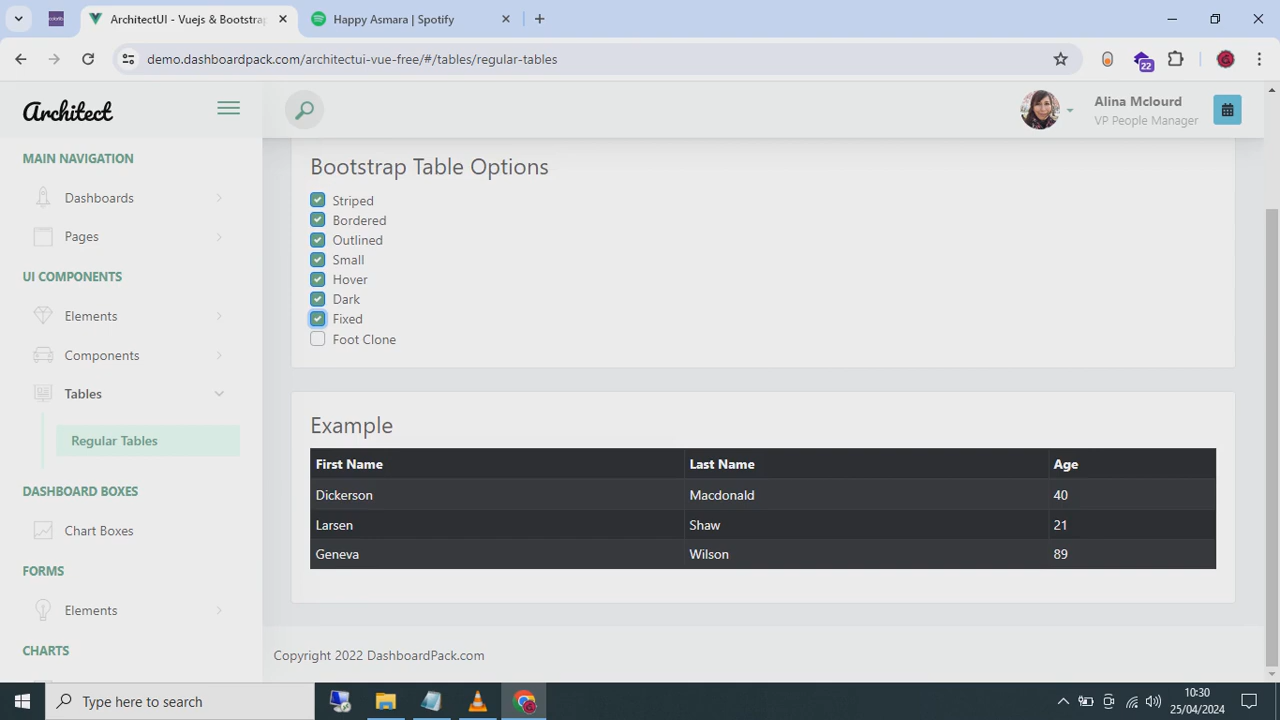 ArchitectUI - Vuejs & Bootstrap
Happy Asmara | Spotify
demo.dashboardpack.com/architectui-vue-free/#/tables/regular-tables
22
Architect
Alina Mclourd
VP People Manager
MAIN NAVIGATION
Dashboards
Pages
UI COMPONENTS
Elements
Components
Tables
Regular Tables
DASHBOARD BOXES
Chart Boxes
FORMS
Elements
CHARTS
Bootstrap Table Options
Striped
Bordered
Outlined
Small
Hover
Dark
Fixed
Foot Clone
Example
First Name Last Name Age
Dickerson Macdonald 40
Larsen Shaw 21
Geneva Wilson 89
Copyright 2022 DashboardPack.com
Type here to search
10:30
25/04/2024